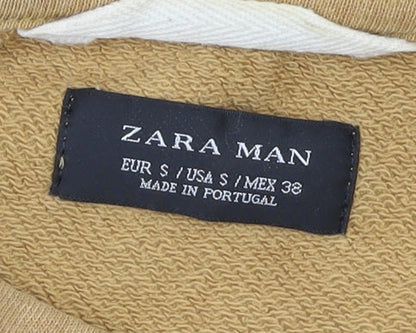 ZARA MAN
EUR S / USA S / MEX 38
MADE IN PORTUGAL